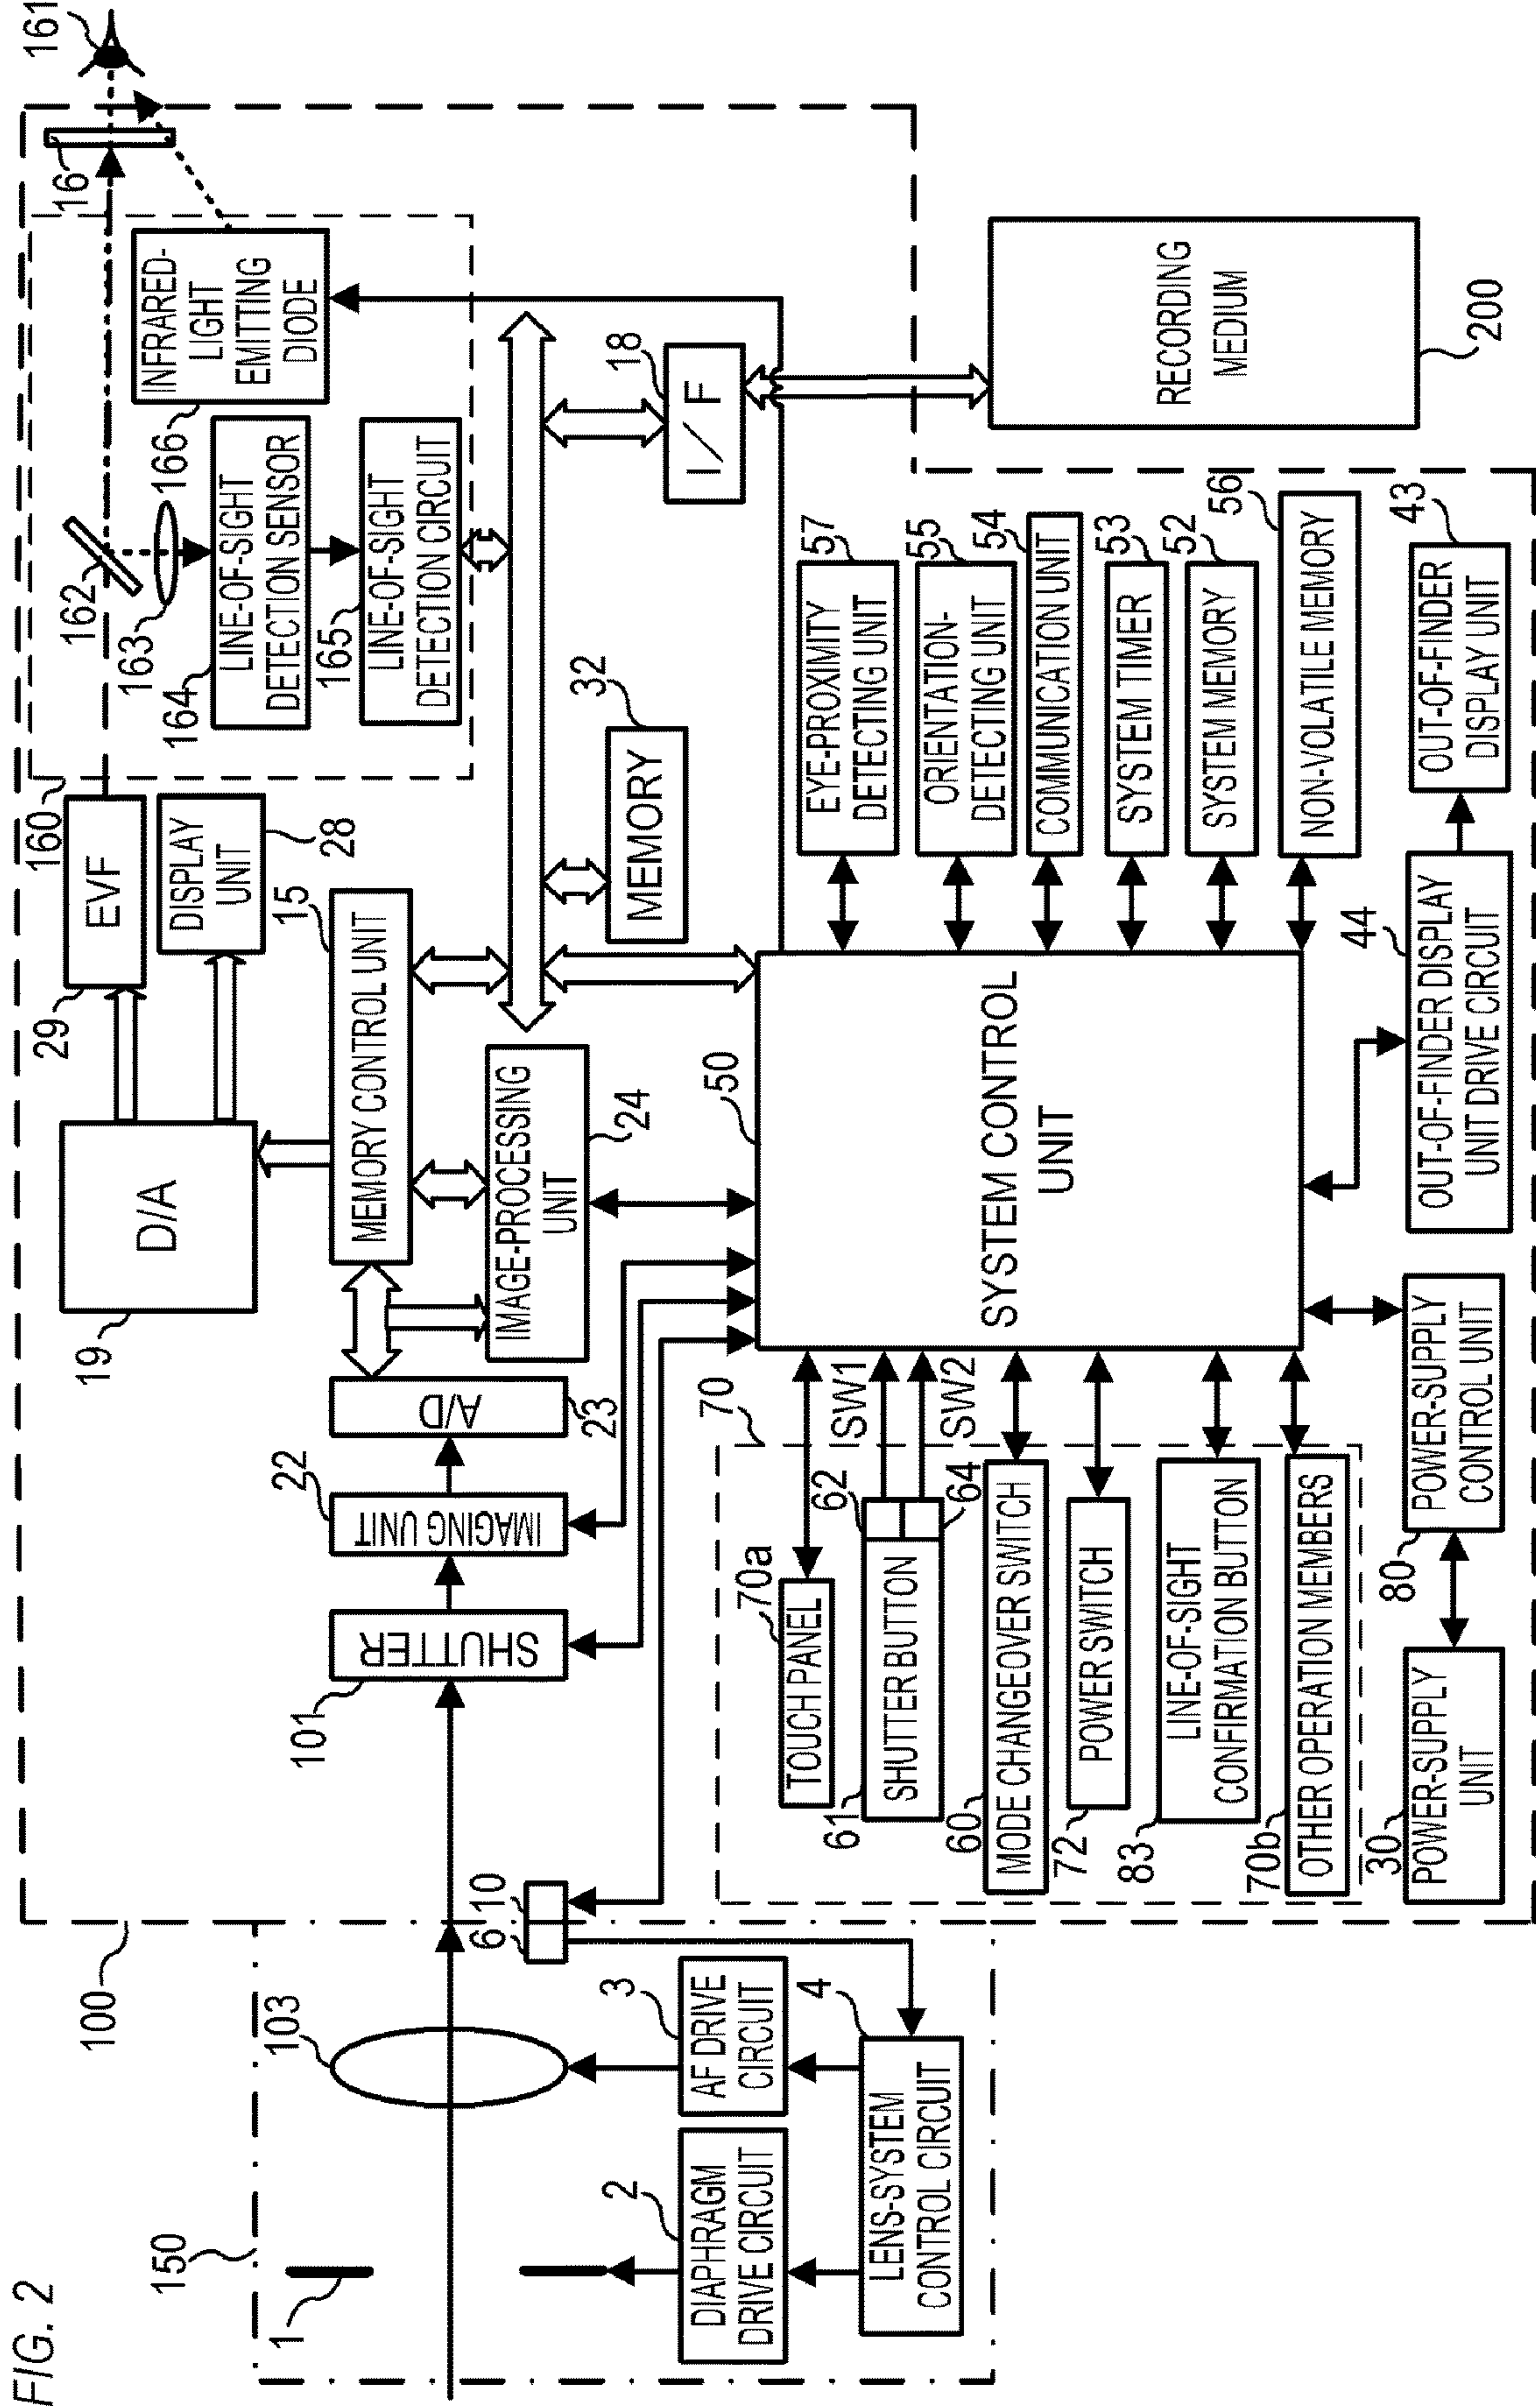 FIG. 2
150
1
103
2
DIAPHRAGM
DRIVE CIRCUIT
3
AF DRIVE
CIRCUIT
4
LENS-SYSTEM
CONTROL CIRCUIT
6
10
100
101
SHUTTER
22
IMAGING UNIT
23
A/D
19
D/A
29
EVF
28
DISPLAY
UNIT
15
MEMORY CONTROL UNIT
24
IMAGE-PROCESSING
UNIT
32
MEMORY
160
162
163
164
LINE-OF-SIGHT
DETECTION SENSOR
165
LINE-OF-SIGHT
DETECTION CIRCUIT
166
INFRARED-
LIGHT
EMITTING
DIODE
16
161
18
I/F
RECORDING
MEDIUM
200
50
SYSTEM CONTROL
UNIT
57
EYE-PROXIMITY
DETECTING UNIT
55
ORIENTATION-
DETECTING UNIT
54
COMMUNICATION UNIT
53
SYSTEM TIMER
52
SYSTEM MEMORY
56
NON-VOLATILE MEMORY
70
70a
TOUCH PANEL
61
SHUTTER BUTTON
62
64
SW1
SW2
60
MODE CHANGEOVER SWITCH
72
POWER SWITCH
83
LINE-OF-SIGHT
CONFIRMATION BUTTON
70b
OTHER OPERATION MEMBERS
30
POWER-SUPPLY
UNIT
80
POWER-SUPPLY
CONTROL UNIT
44
OUT-OF-FINDER DISPLAY
UNIT DRIVE CIRCUIT
43
OUT-OF-FINDER
DISPLAY UNIT